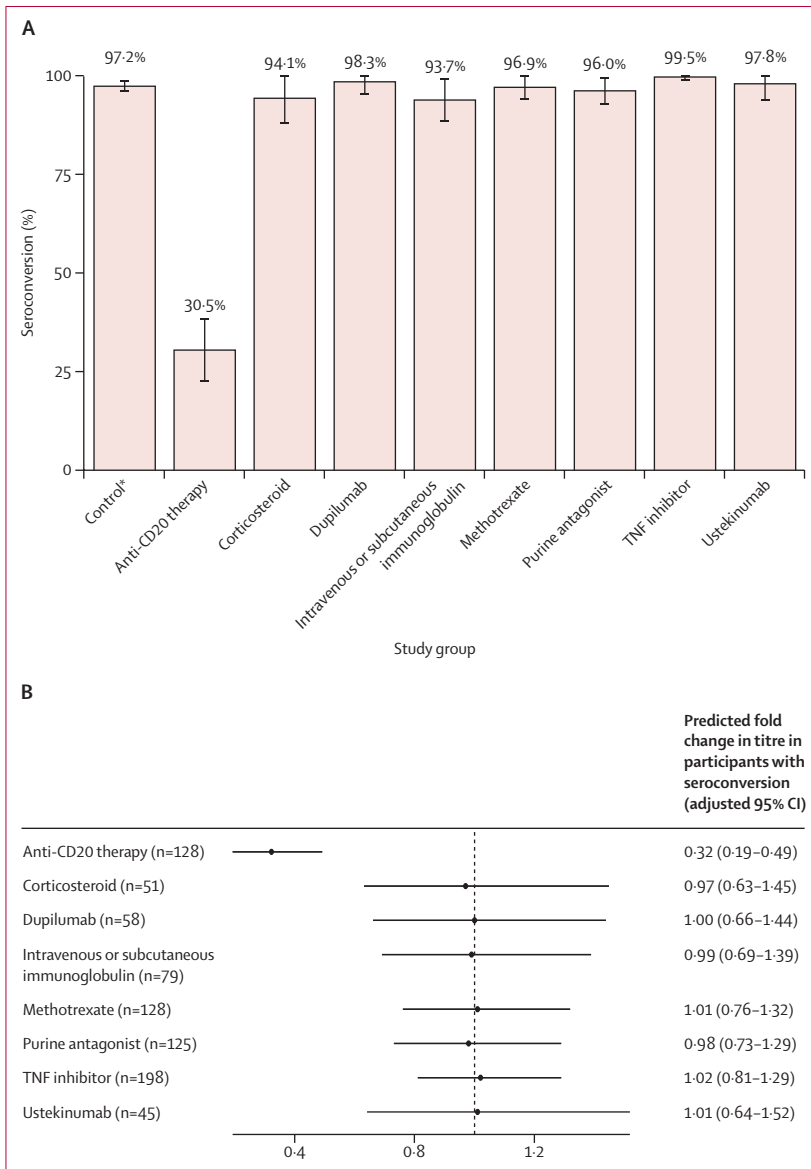 A
97·2%
30·5%
94·1%
98·3%
93·7%
96·9%
96·0%
99·5%
97·8%
100
75
50
25
0
Seroconversion (%)
Control*
Anti-CD20 therapy
Corticosteroid
Dupilumab
Intravenous or subcutaneous
immunoglobulin
Methotrexate
Purine antagonist
TNF inhibitor
Ustekinumab
Study group
B
Predicted fold
change in titre in
participants with
seroconversion
(adjusted 95% CI)
Anti-CD20 therapy (n=128) 0·32 (0·19–0·49)
Corticosteroid (n=51) 0·97 (0·63–1·45)
Dupilumab (n=58) 1·00 (0·66–1·44)
Intravenous or subcutaneous
immunoglobulin (n=79) 0·99 (0·69–1·39)
Methotrexate (n=128) 1·01 (0·76–1·32)
Purine antagonist (n=125) 0·98 (0·73–1·29)
TNF inhibitor (n=198) 1·02 (0·81–1·29)
Ustekinumab (n=45) 1·01 (0·64–1·52)
0·4 0·8 1·2